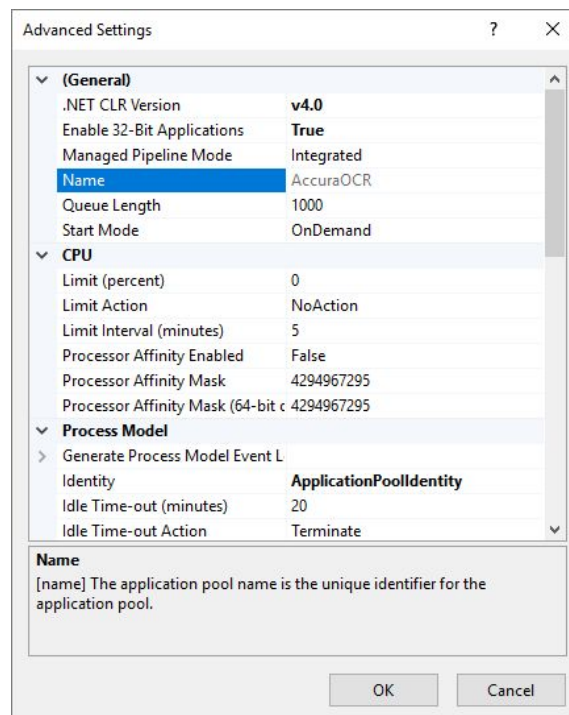 Advanced Settings ? ×
(General)
.NET CLR Version v4.0
Enable 32-Bit Applications True
Managed Pipeline Mode Integrated
Name AccuraOCR
Queue Length 1000
Start Mode OnDemand
CPU
Limit (percent) 0
Limit Action NoAction
Limit Interval (minutes) 5
Processor Affinity Enabled False
Processor Affinity Mask 4294967295
Processor Affinity Mask (64-bit c 4294967295
Process Model
Generate Process Model Event L
Identity ApplicationPoolIdentity
Idle Time-out (minutes) 20
Idle Time-out Action Terminate
Name
[name] The application pool name is the unique identifier for the
application pool.
OK Cancel